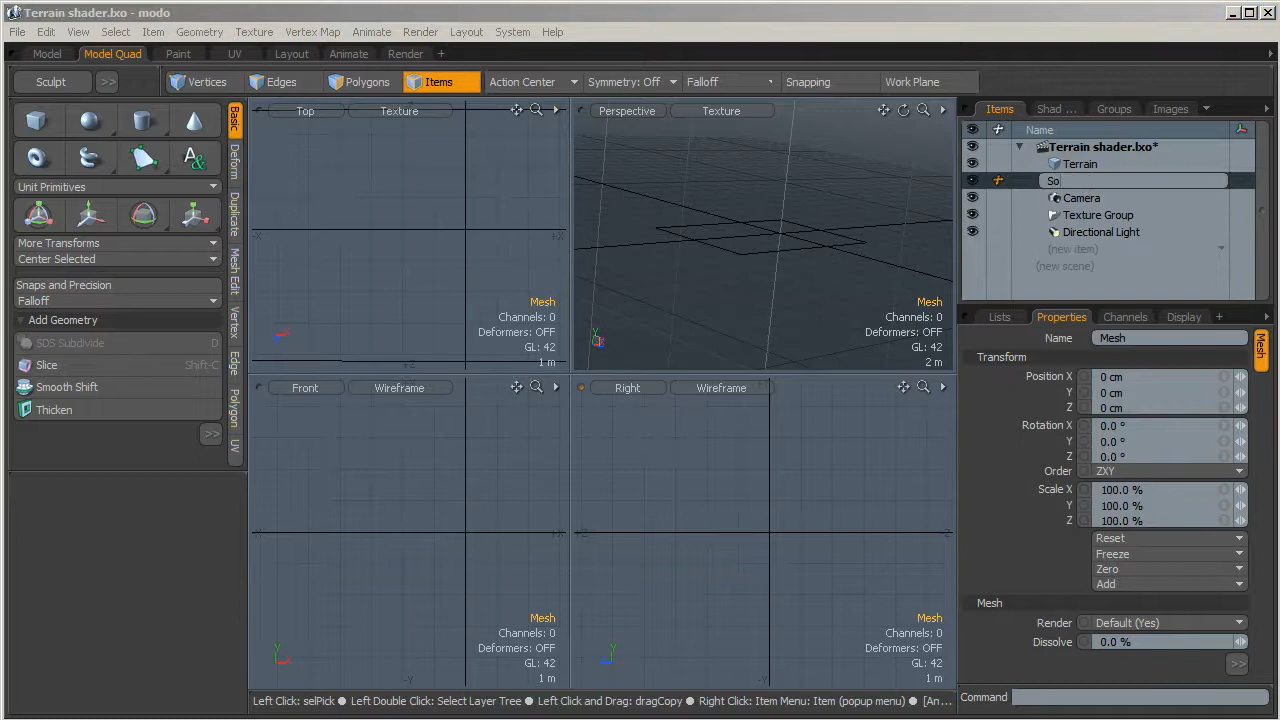 Terrain shader.lxo - modo
File Edit View Select Item Geometry Texture Vertex Map Animate Render Layout System Help
Model Model Quad Paint UV Layout Animate Render +
Sculpt >> Vertices Edges Polygons Items Action Center Symmetry: Off Falloff Snapping Work Plane
Unit Primitives
More Transforms
Center Selected
Snaps and Precision
Falloff
Add Geometry
SDS Subdivide D
Slice Shift-C
Smooth Shift
Thicken
>>
Basic
Deform
Duplicate
Mesh Edit
Vertex
Edge
Polygon
UV
Top Texture
-X +X
+Z
X
Mesh
Channels: 0
Deformers: OFF
GL: 42
1 m
Perspective Texture
Y
Mesh
Channels: 0
Deformers: OFF
GL: 42
2 m
Front Wireframe
-X +X
-Y
Y
X
Mesh
Channels: 0
Deformers: OFF
GL: 42
1 m
Right Wireframe
+Y
+Z -Z
-Y
Y
Mesh
Channels: 0
Deformers: OFF
GL: 42
1 m
Items Shad ... Groups Images
Name
Terrain shader.lxo*
Terrain
So
Camera
Texture Group
Directional Light
(new item)
(new scene)
Lists Properties Channels Display +
Name Mesh
Transform
Position X 0 cm
Y 0 cm
Z 0 cm
Rotation X 0.0 °
Y 0.0 °
Z 0.0 °
Order ZXY
Scale X 100.0 %
Y 100.0 %
Z 100.0 %
Reset
Freeze
Zero
Add
Mesh
Render Default (Yes)
Dissolve 0.0 %
>>
Mesh
Left Click: selPick ● Left Double Click: Select Layer Tree ● Left Click and Drag: dragCopy ● Right Click: Item Menu: Item (popup menu) ● [An...
Command